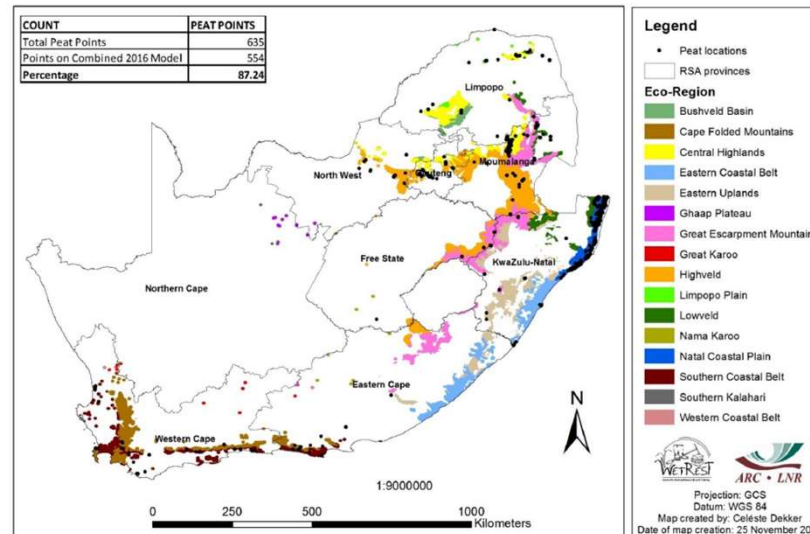 COUNT PEAT POINTS
Total Peat Points 635
Points on Combined 2016 Model 554
Percentage 87.24
Limpopo
North West
Gauteng
Mpumalanga
Free State
KwaZulu-Natal
Northern Cape
Eastern Cape
Western Cape
N
1:9000000
0 250 500 1000
Kilometers
Legend
Peat locations
RSA provinces
Eco-Region
Bushveld Basin
Cape Folded Mountains
Central Highlands
Eastern Coastal Belt
Eastern Uplands
Ghaap Plateau
Great Escarpment Mountain
Great Karoo
Highveld
Limpopo Plain
Lowveld
Nama Karoo
Natal Coastal Plain
Southern Coastal Belt
Southern Kalahari
Western Coastal Belt
WETREST
ARC • LNR
Projection: GCS
Datum: WGS 84
Map created by: Celéste Dekker
Date of map creation: 25 November 20